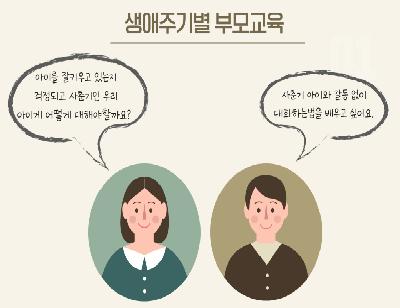 생애주기별 부모교육
아이를 잘키우고 있는지
걱정되고 사춘기인 우리
아이게 어떻게 대해야할까요?
사춘기 아이와 갈등 없이
대화하는법을 배우고 싶어요.